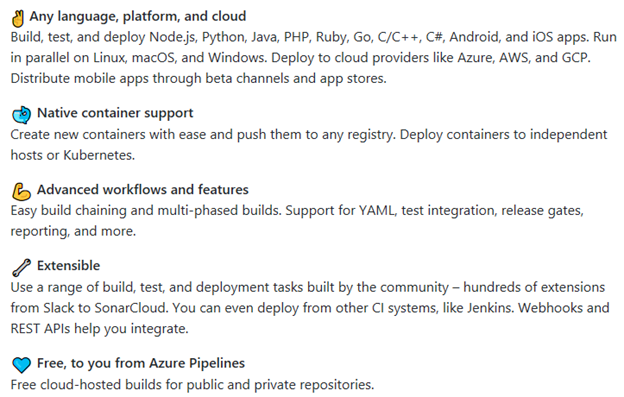 Any language, platform, and cloud
Build, test, and deploy Node.js, Python, Java, PHP, Ruby, Go, C/C++, C#, Android, and iOS apps. Run
in parallel on Linux, macOS, and Windows. Deploy to cloud providers like Azure, AWS, and GCP.
Distribute mobile apps through beta channels and app stores.
Native container support
Create new containers with ease and push them to any registry. Deploy containers to independent
hosts or Kubernetes.
Advanced workflows and features
Easy build chaining and multi-phased builds. Support for YAML, test integration, release gates,
reporting, and more.
Extensible
Use a range of build, test, and deployment tasks built by the community – hundreds of extensions
from Slack to SonarCloud. You can even deploy from other CI systems, like Jenkins. Webhooks and
REST APIs help you integrate.
Free, to you from Azure Pipelines
Free cloud-hosted builds for public and private repositories.